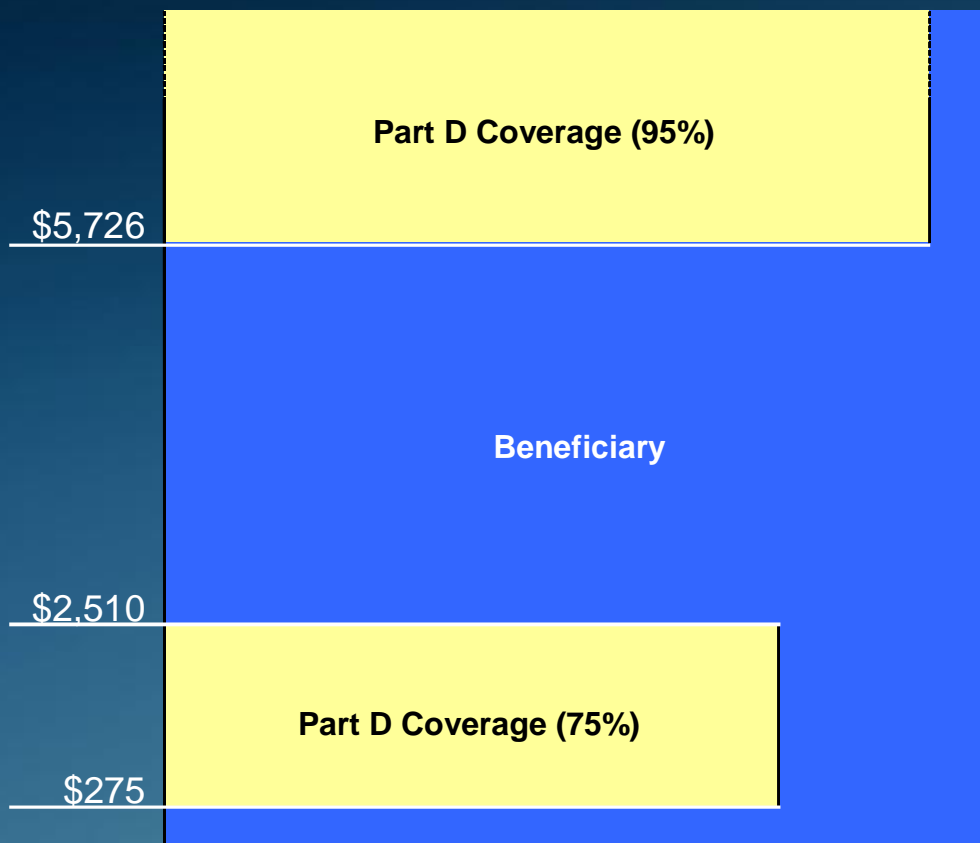 Part D Coverage (95%)
$5,726
Beneficiary
$2,510
Part D Coverage (75%)
$275